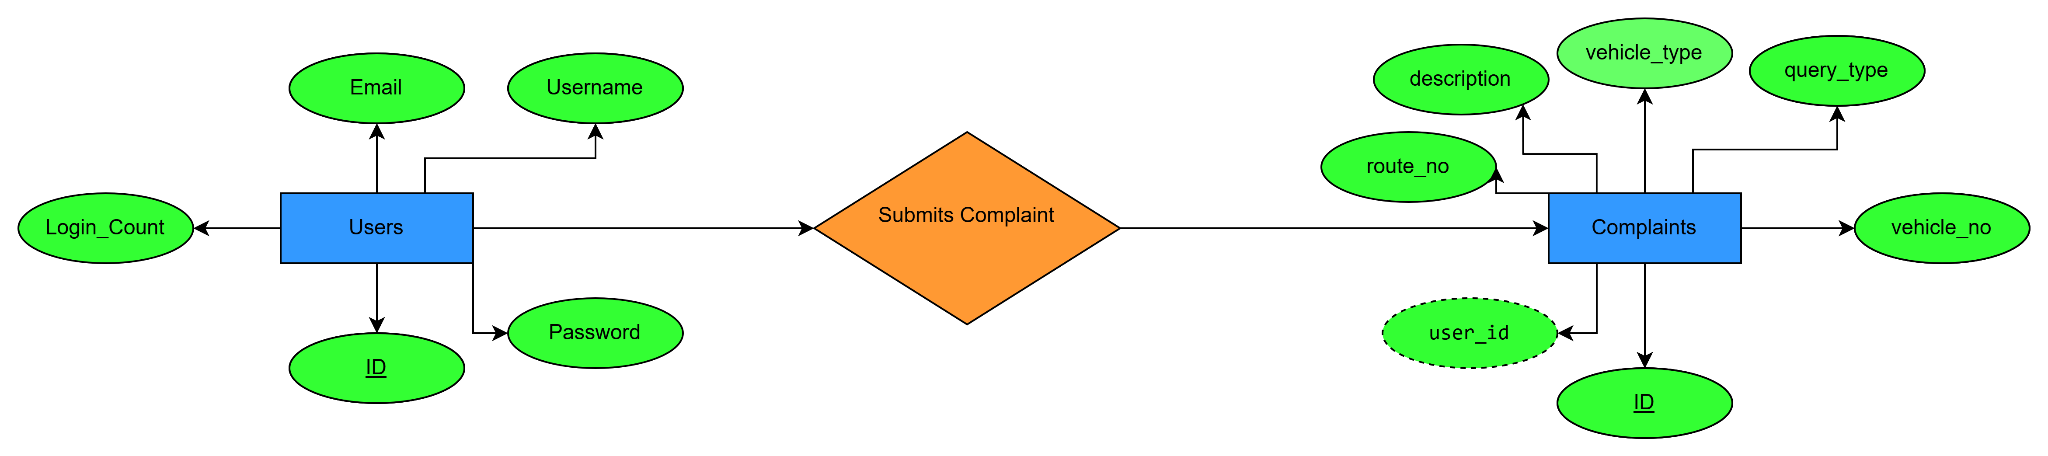 vehicle_type
query_type
description
Email
Username
route_no
Submits Complaint
Login_Count
Users
Complaints
vehicle_no
Password
user_id
ID
ID